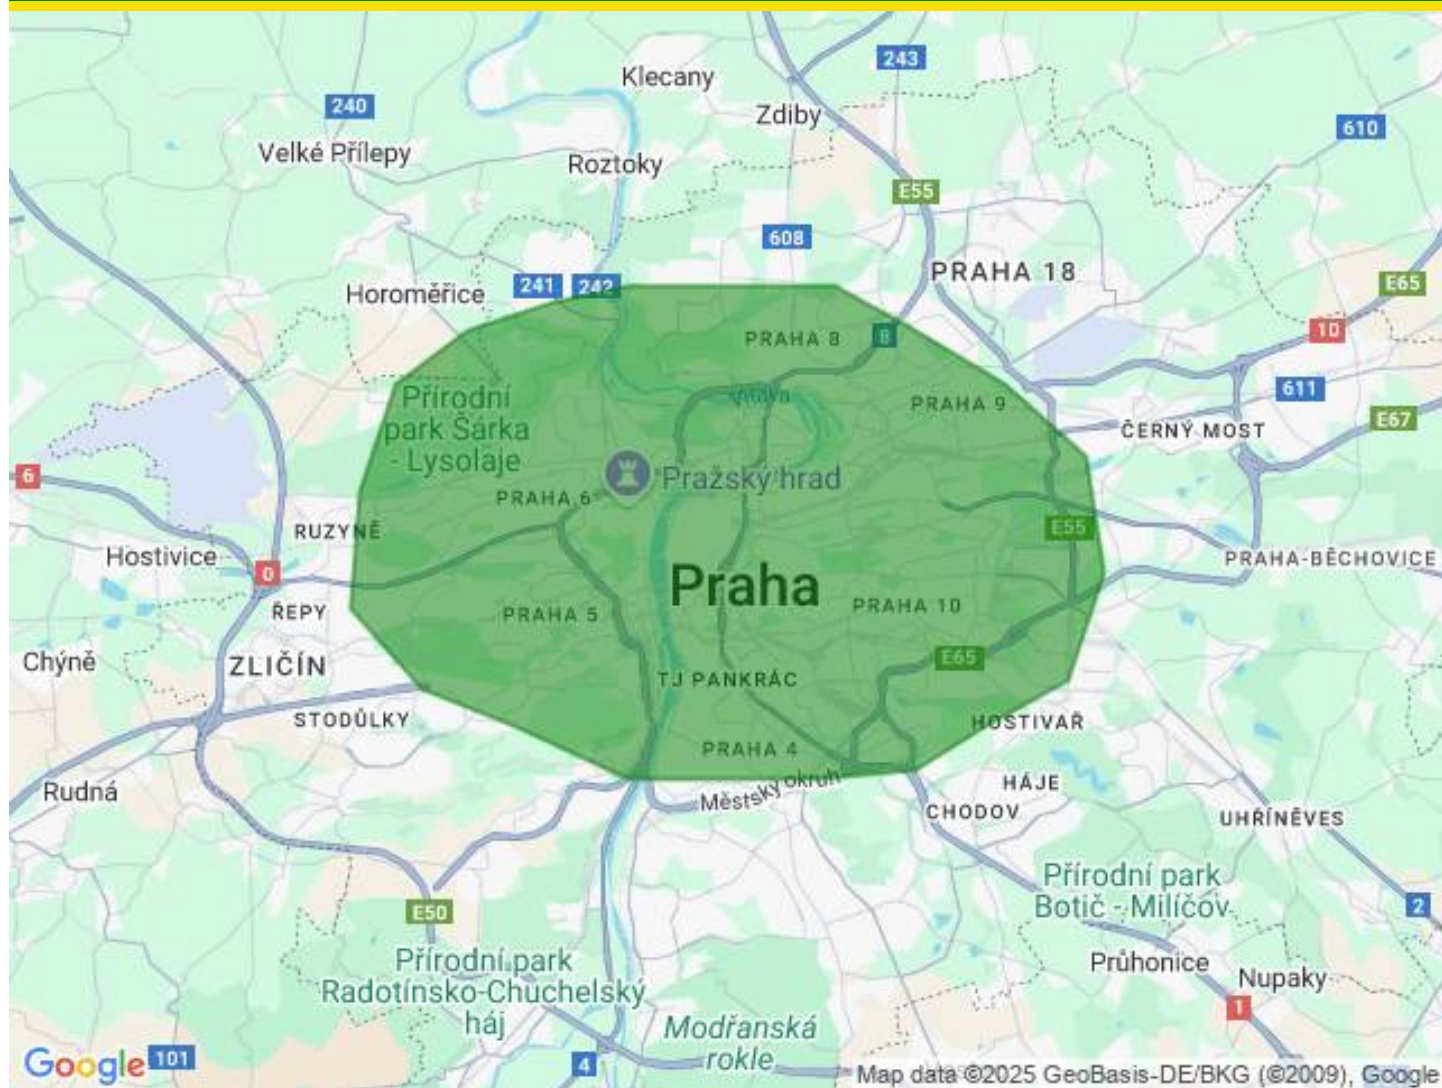 243
Klecany
240
Zdiby
610
Velké Přílepy
Roztoky
E55
608
PRAHA 18
241
242
E65
Horoměřice
10
PRAHA 8
8
611
Přírodní
park Šárka
- Lysolaje
Vltava
PRAHA 9
E67
ČERNÝ MOST
6
Pražský hrad
PRAHA 6
RUZYNĚ
E55
Hostivice
0
PRAHA-BĚCHOVICE
Praha
ŘEPY
PRAHA 5
PRAHA 10
Chýně
ZLIČÍN
E65
TJ PANKRÁC
STODŮLKY
HOSTIVAŘ
PRAHA 4
Rudná
Městský okruh
HÁJE
CHODOV
UHŘÍNĚVES
Přírodní park
Botič - Milíčov
E50
2
Přírodní park
Radotínsko-Chuchelský
háj
Průhonice
Nupaky
1
Modřanská
rokle
Google
101
4
Map data ©2025 GeoBasis-DE/BKG (©2009), Google